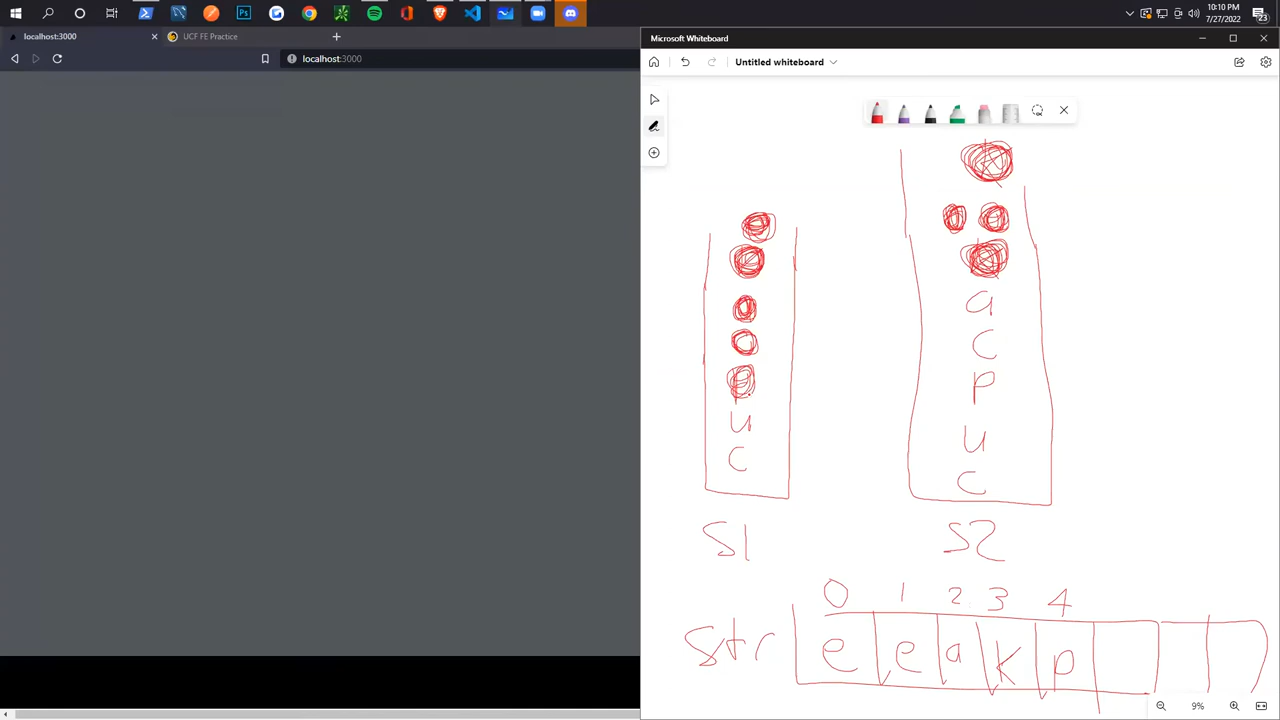 10:10 PM
7/27/2022
23
localhost:3000
UCF FE Practice
localhost:3000
Microsoft Whiteboard
Untitled whiteboard
u
c
a
c
p
u
c
S1
S2
0 1 2 3 4
Str e e a k p
9%